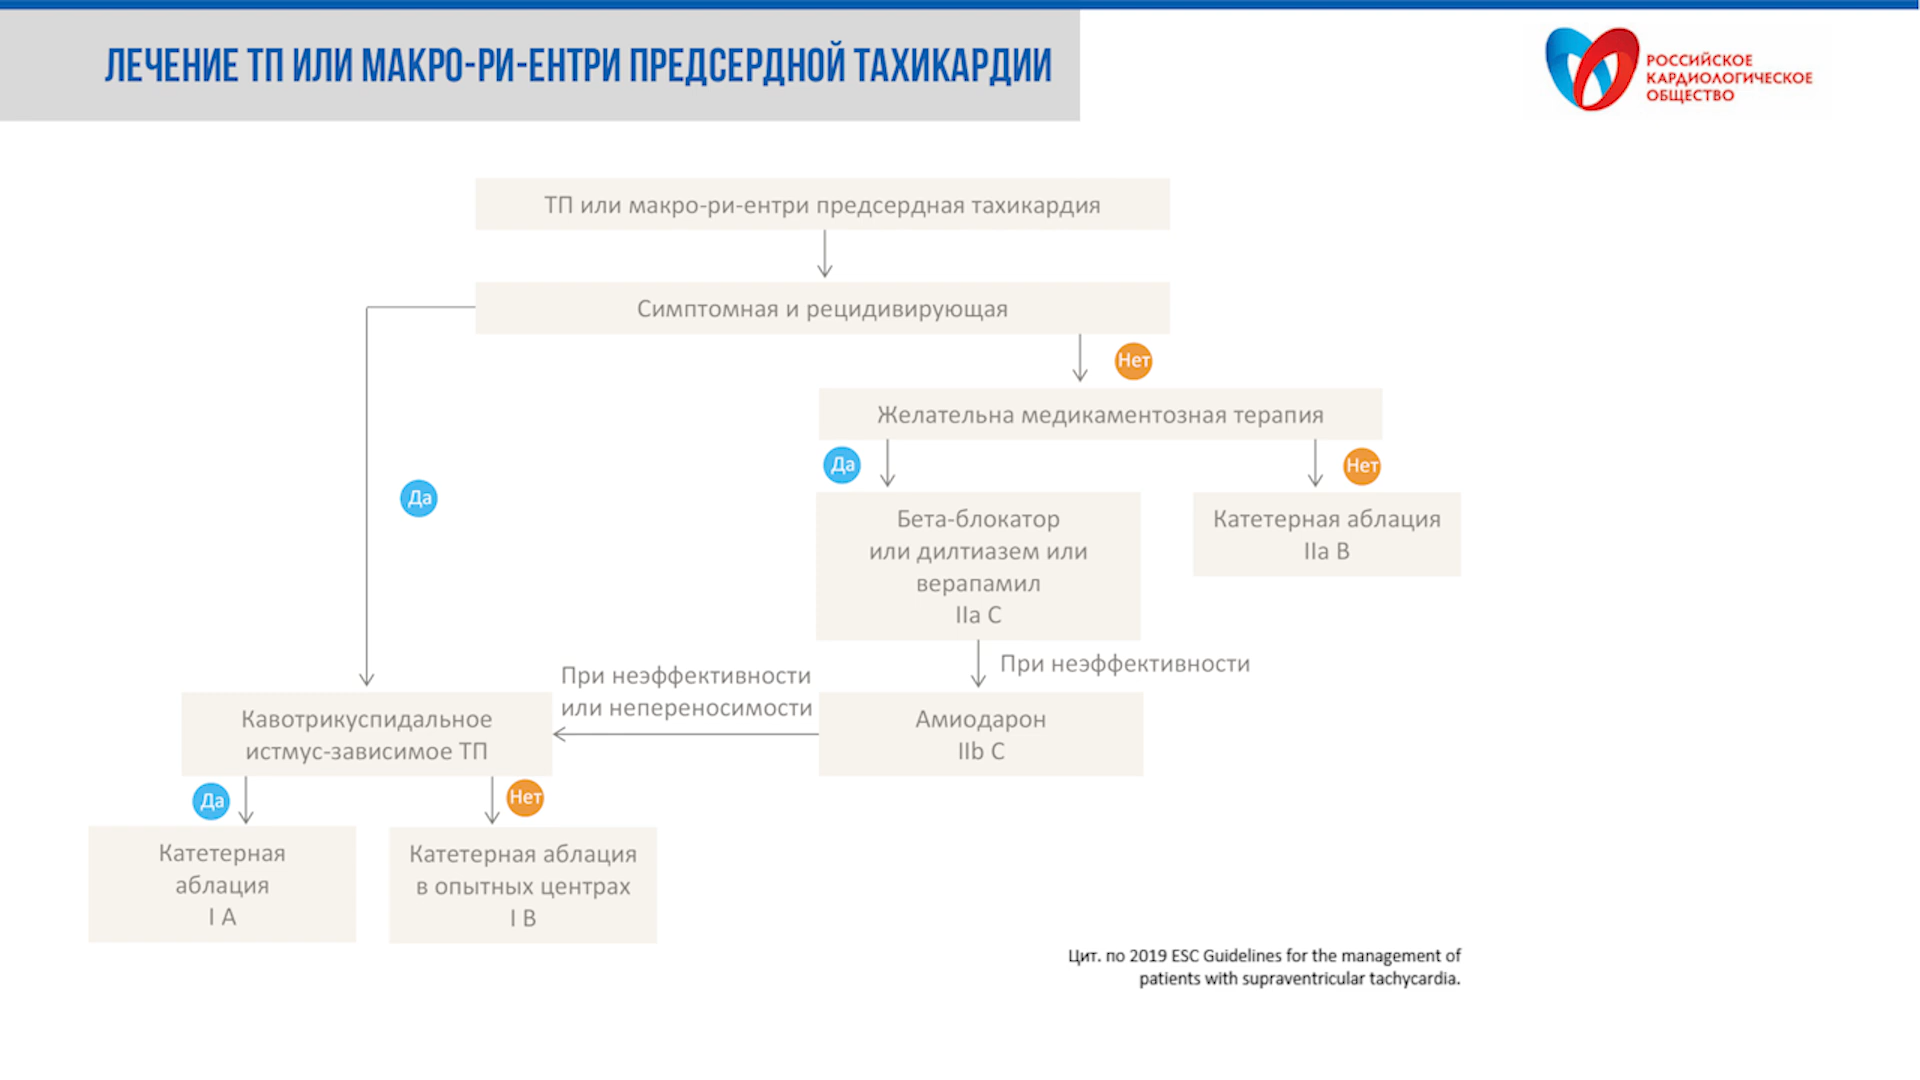 ЛЕЧЕНИЕ ТП ИЛИ МАКРО-РИ-ЕНТРИ ПРЕДСЕРДНОЙ ТАХИКАРДИИ
РОССИЙСКОЕ
КАРДИОЛОГИЧЕСКОЕ
ОБЩЕСТВО
ТП или макро-ри-ентри предсердная тахикардия
Симптомная и рецидивирующая
Нет
Желательна медикаментозная терапия
Да
Нет
Да
Бета-блокатор
или дилтиазем или
верапамил
IIa C
Катетерная аблация
IIa B
При неэффективности
При неэффективности
или непереносимости
Кавотрикуспидальное
истмус-зависимое ТП
Амиодарон
IIb C
Да
Нет
Катетерная
аблация
I A
Катетерная аблация
в опытных центрах
I B
Цит. по 2019 ESC Guidelines for the management of
patients with supraventricular tachycardia.